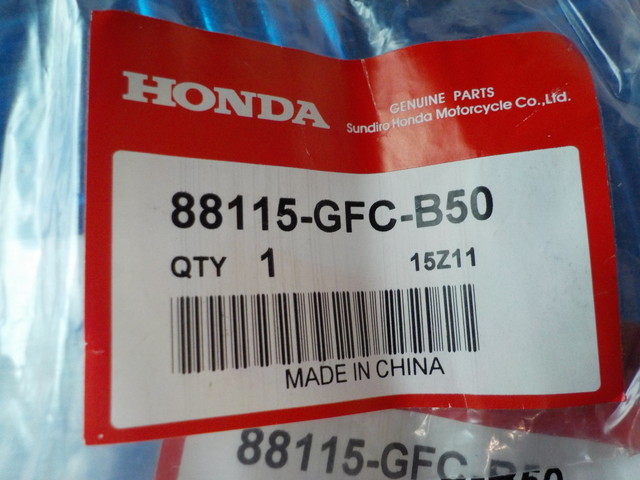 HONDA
GENUINE PARTS
Sundiro Honda Motorcycle Co.,Ltd.
88115-GFC-B50
QTY 1 15Z11
MADE IN CHINA
88115-GFC-B50